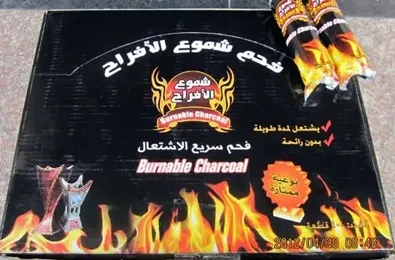 فحم شموع الأفراح
شموع
الأفراح
Burnable Charcoal
يشتعل لمدة طويلة
بدون رائحة
فحم سريع الاشتعال
Burnable Charcoal
نوعية
ممتازة
قطعة
2012/04/30 09:40